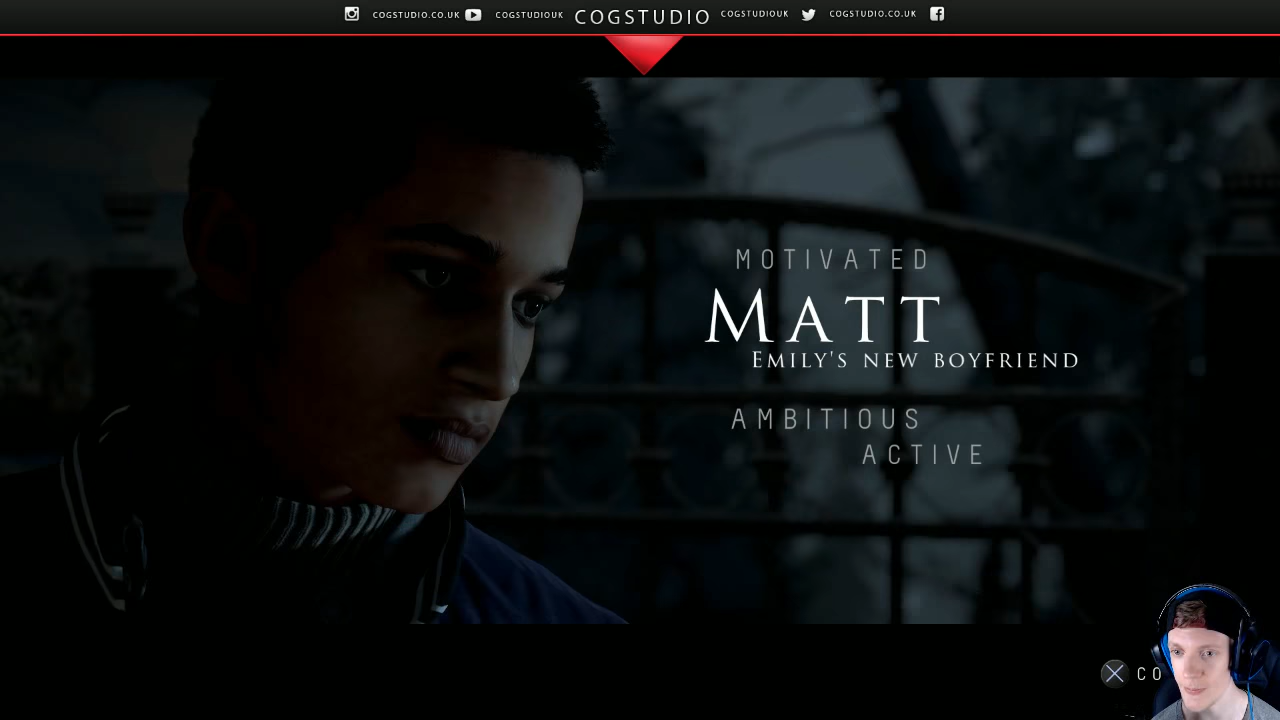 COGSTUDIO.CO.UK COGSTUDIOUK COGSTUDIO COGSTUDIOUK COGSTUDIO.CO.UK
MOTIVATED
MATT
EMILY'S NEW BOYFRIEND
AMBITIOUS
ACTIVE
CO